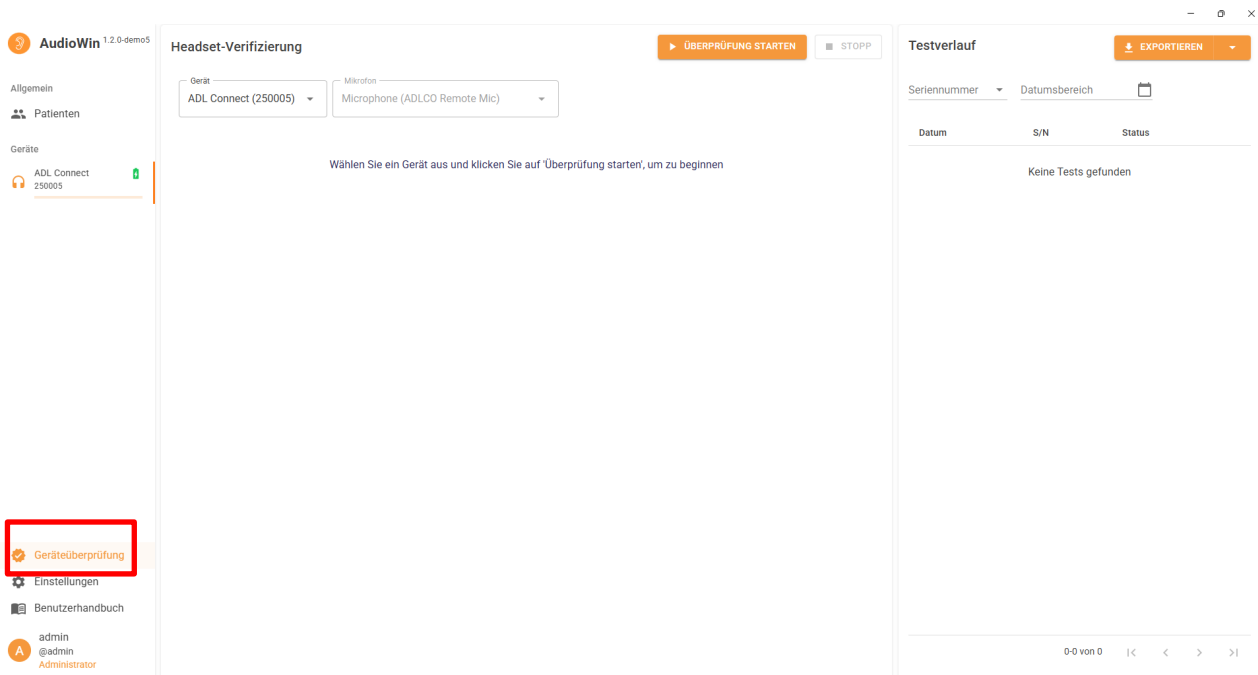 AudioWin 1.2.0-demo5
Allgemein
Patienten
Geräte
ADL Connect
250005
Geräteüberprüfung
Einstellungen
Benutzerhandbuch
A
admin
@admin
Administrator
Headset-Verifizierung
ÜBERPRÜFUNG STARTEN
STOPP
Gerät
ADL Connect (250005)
Mikrofon
Microphone (ADLCO Remote Mic)
Wählen Sie ein Gerät aus und klicken Sie auf 'Überprüfung starten', um zu beginnen
Testverlauf
EXPORTIEREN
Seriennummer
Datumsbereich
Datum S/N Status
Keine Tests gefunden
0-0 von 0